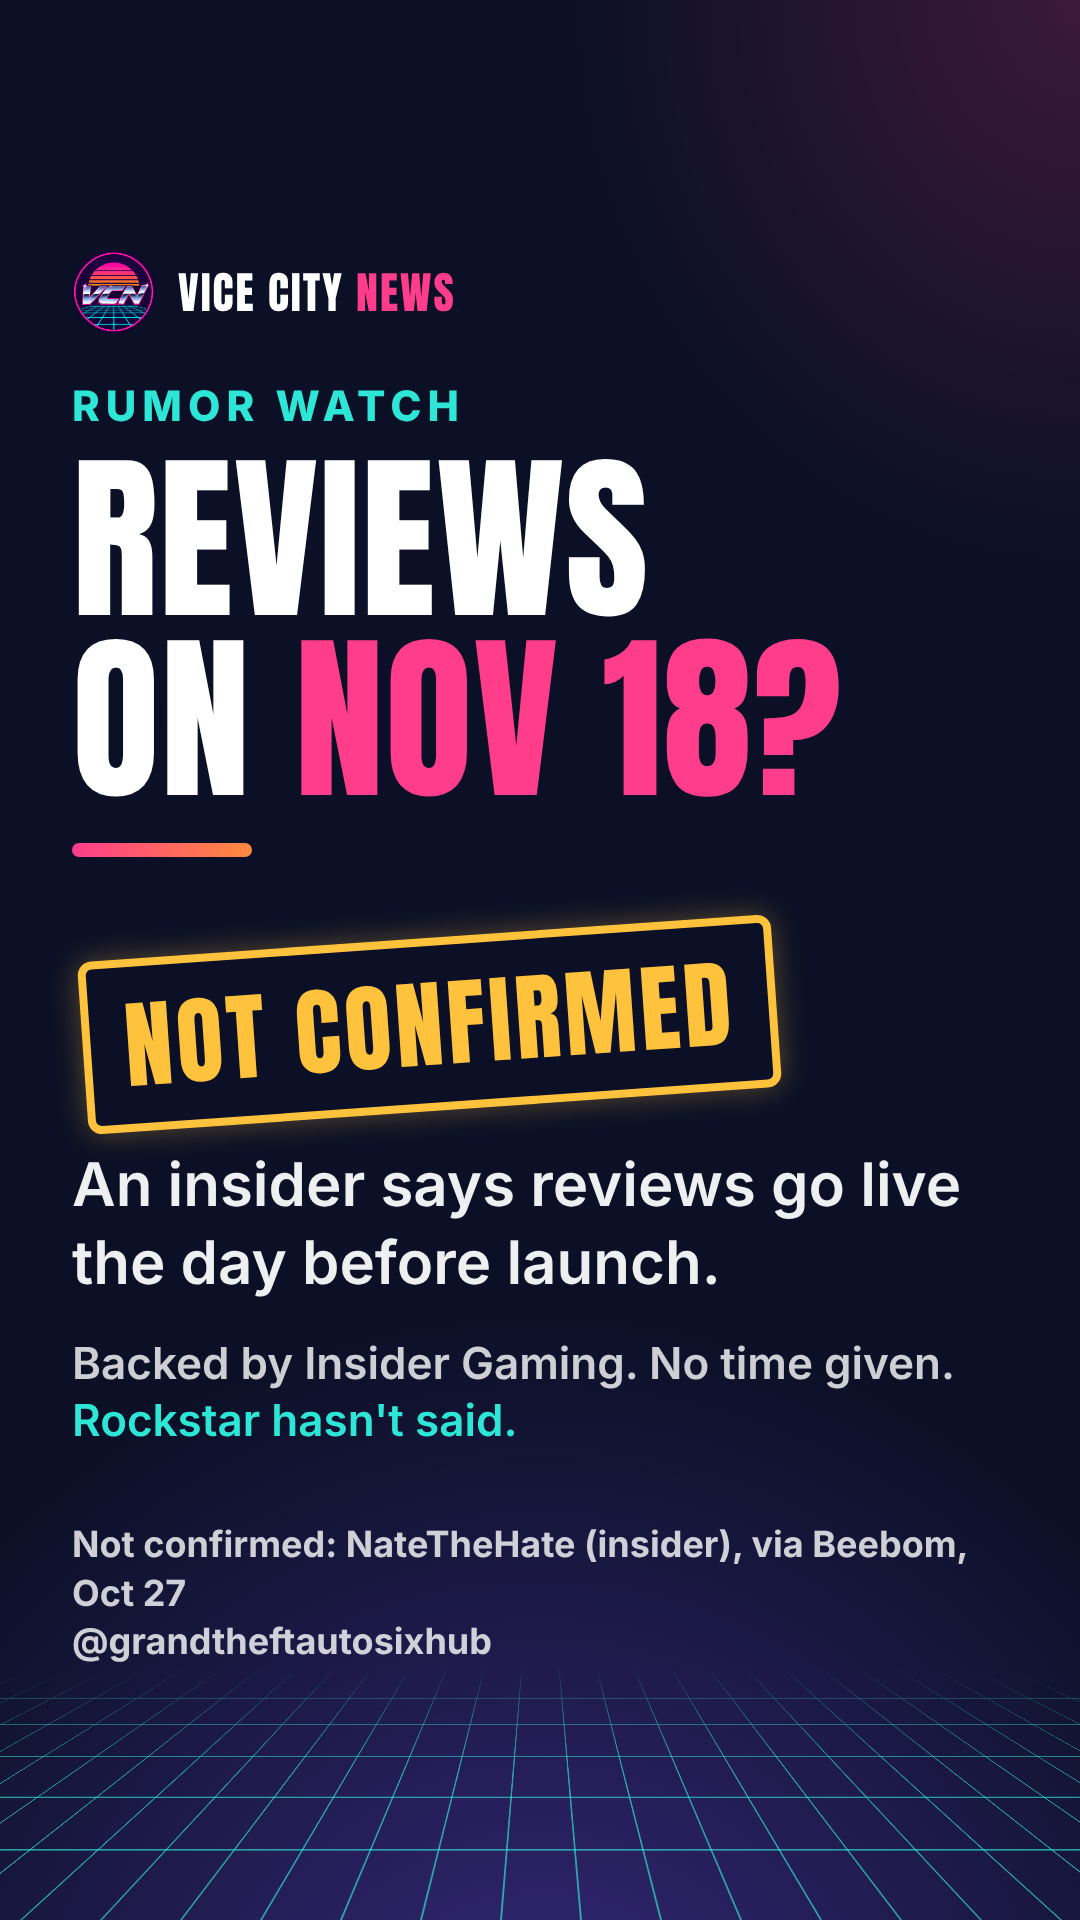 VCN
VICE CITY NEWS
RUMOR WATCH
REVIEWS
ON NOV 18?
NOT CONFIRMED
An insider says reviews go live
the day before launch.
Backed by Insider Gaming. No time given.
Rockstar hasn't said.
Not confirmed: NateTheHate (insider), via Beebom,
Oct 27
@grandtheftautosixhub